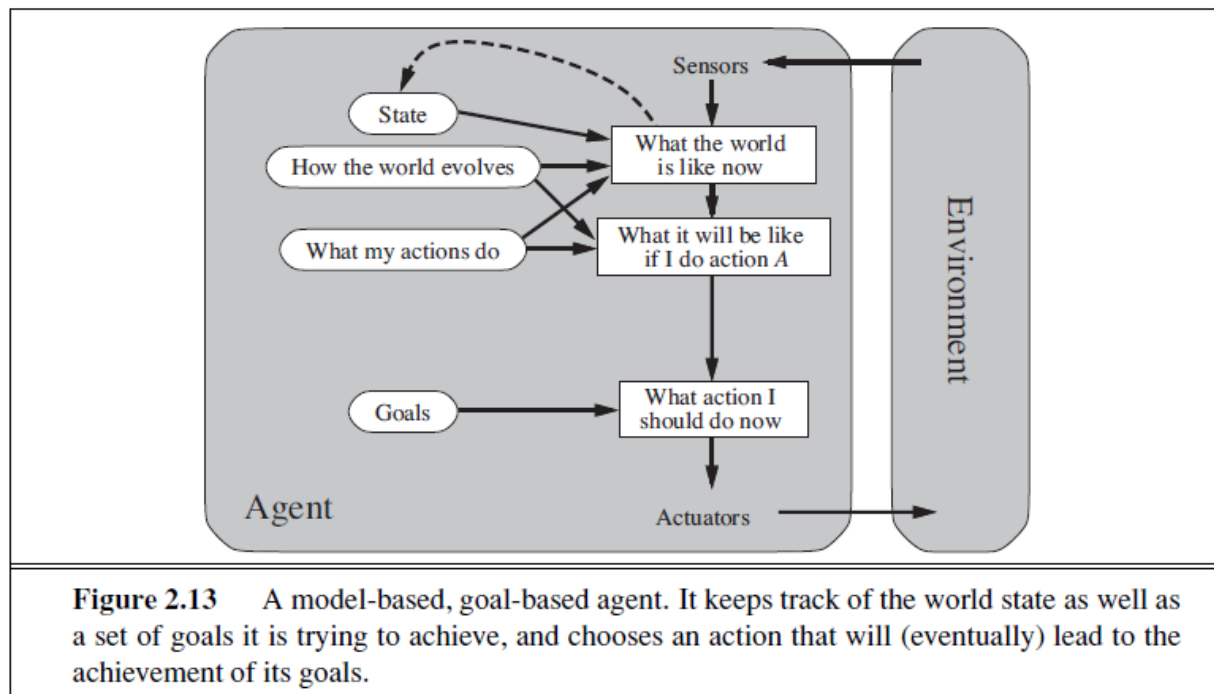 Sensors
State
What the world
is like now
How the world evolves
What it will be like
if I do action A
What my actions do
Environment
What action I
should do now
Goals
Agent
Actuators
Figure 2.13 A model-based, goal-based agent. It keeps track of the world state as well as
a set of goals it is trying to achieve, and chooses an action that will (eventually) lead to the
achievement of its goals.